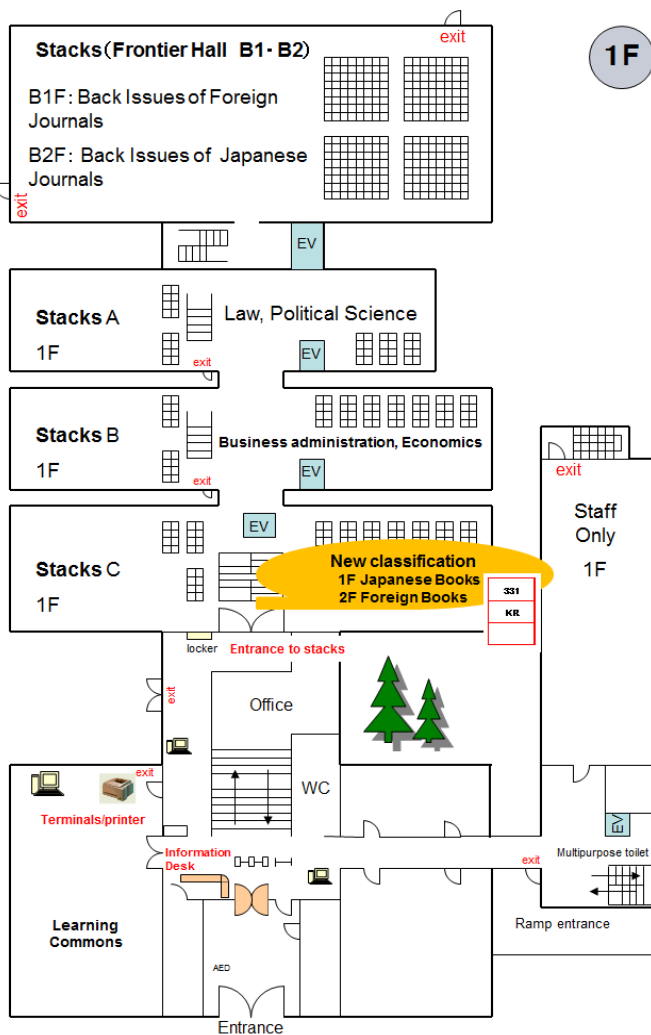 exit
1F
Stacks(Frontier Hall B1- B2)
B1F: Back Issues of Foreign
Journals
B2F: Back Issues of Japanese
Journals
exit
EV
Stacks A
1F
Law, Political Science
EV
exit
Stacks B
1F
Business administration, Economics
EV
exit
exit
Staff
Only
1F
EV
Stacks C
1F
New classification
1F Japanese Books
2F Foreign Books
331
KR
locker
Entrance to stacks
exit
Office
WC
exit
Terminals/printer
Information
Desk
EV
Multipurpose toilet
exit
Learning
Commons
Ramp entrance
AED
Entrance